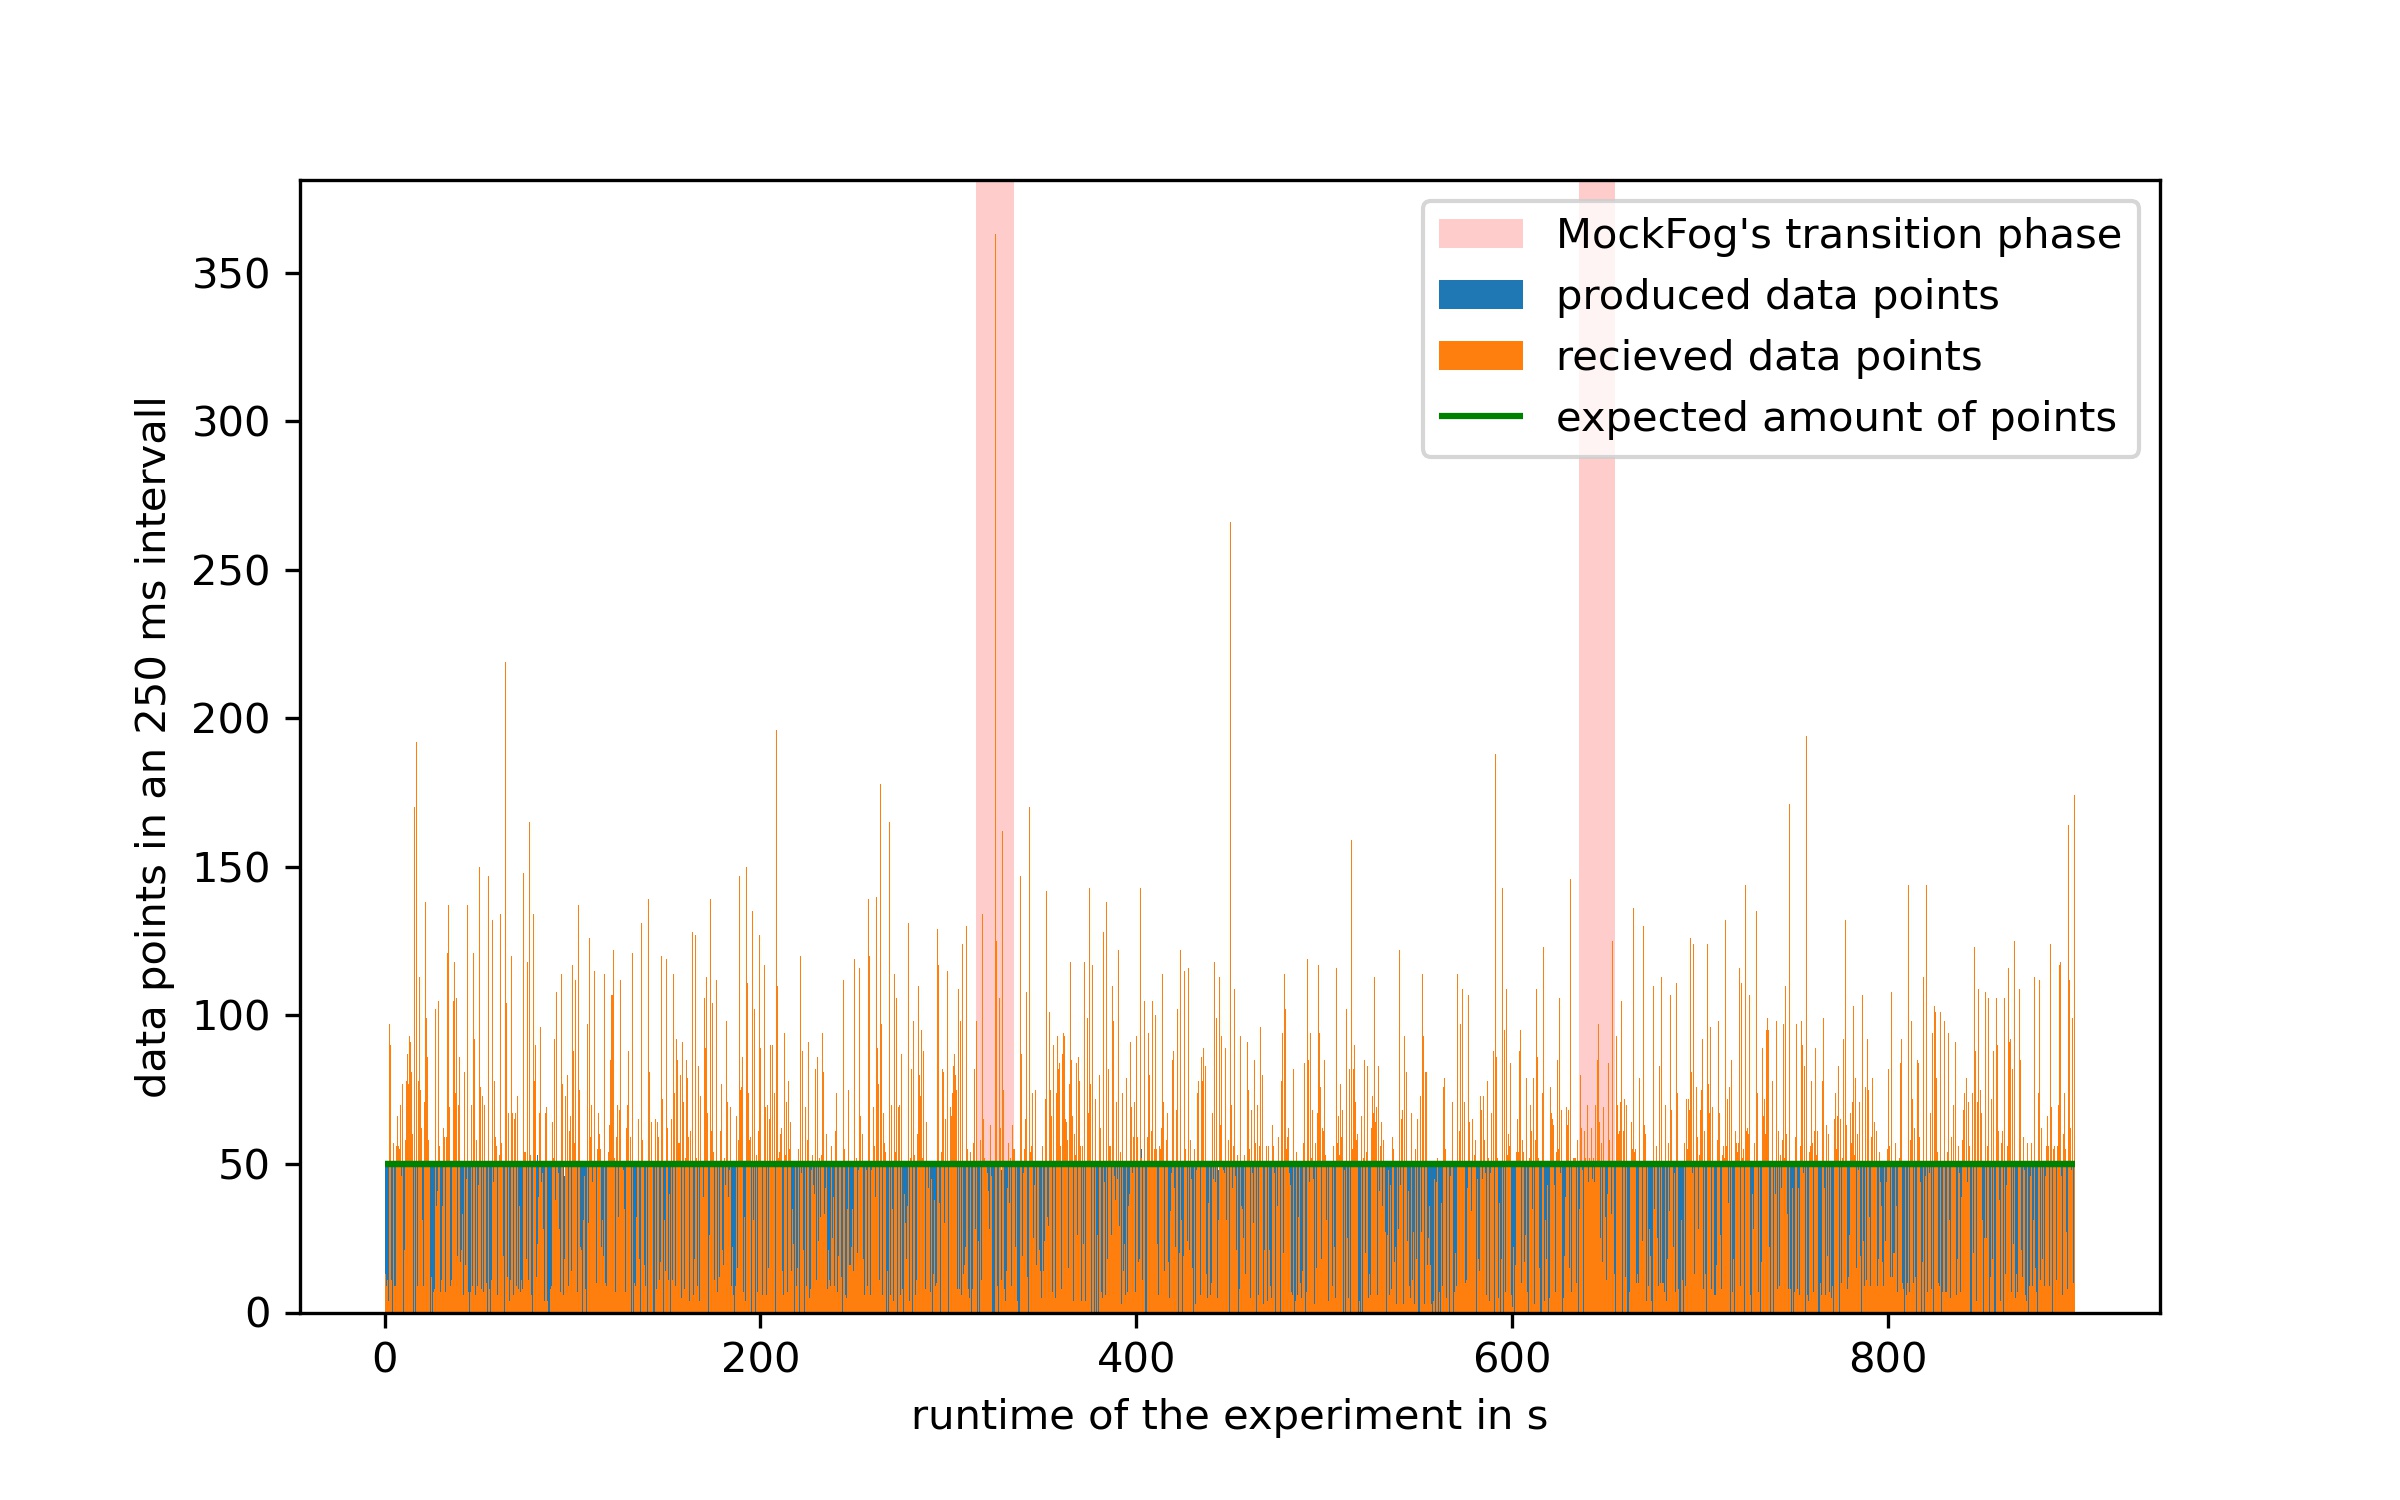 MockFog's transition phase
produced data points
recieved data points
expected amount of points
data points in an 250 ms intervall
350
300
250
200
150
100
50
0
0 200 400 600 800
runtime of the experiment in s